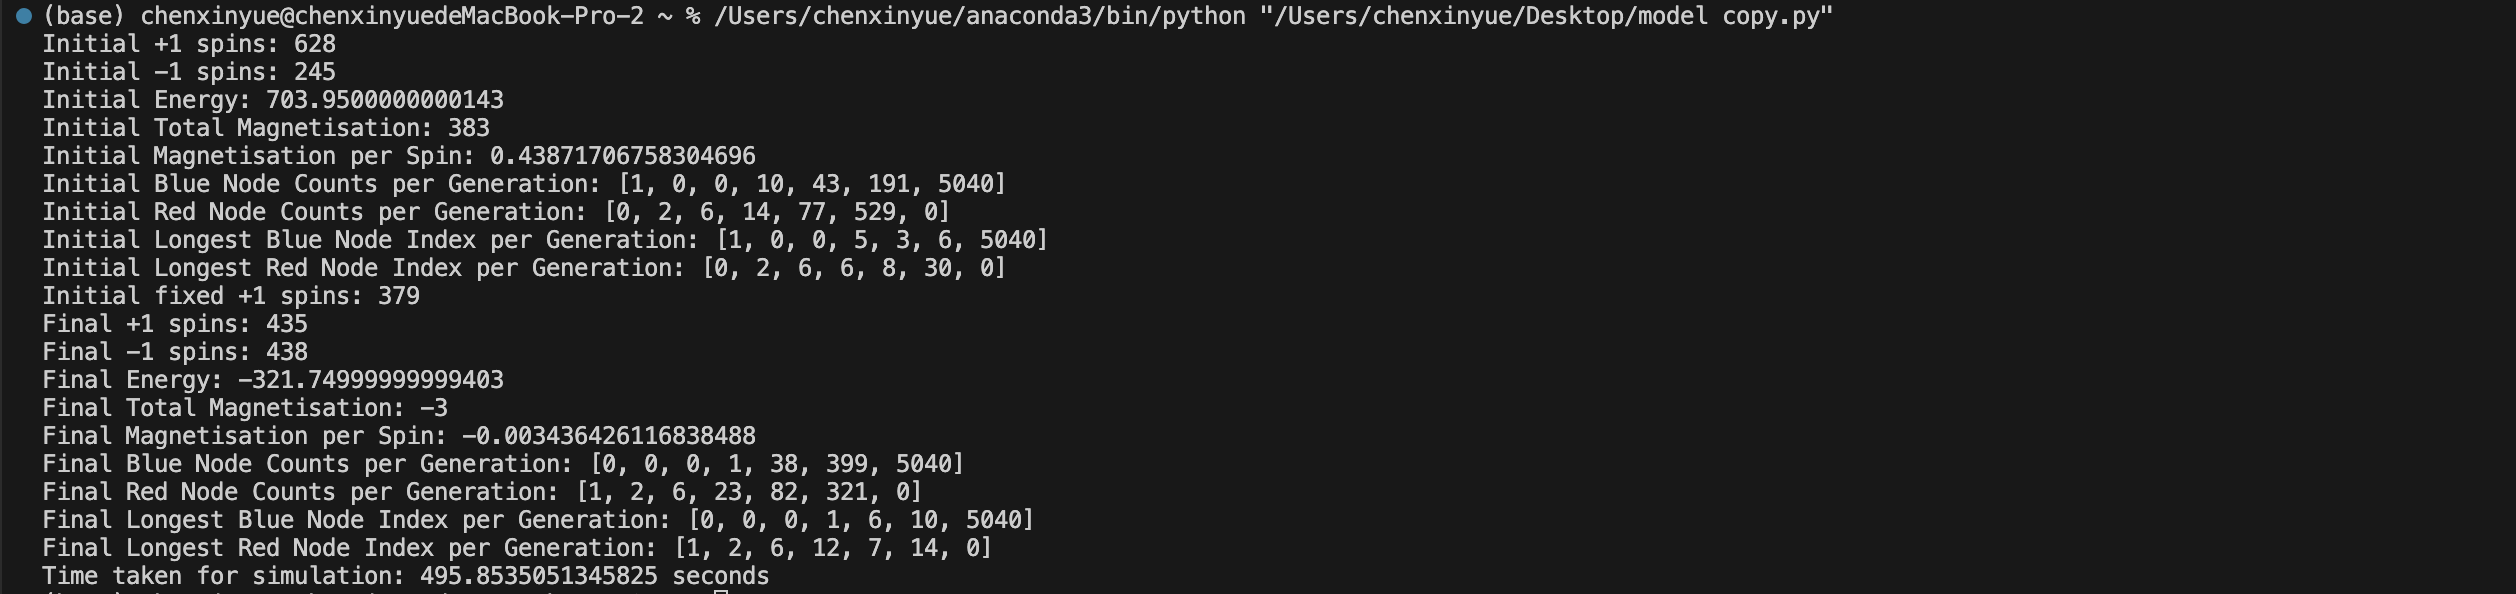 (base) chenxinyue@chenxinyuedeMacBook-Pro-2 ~ % /Users/chenxinyue/anaconda3/bin/python "/Users/chenxinyue/Desktop/model copy.py"
Initial +1 spins: 628
Initial -1 spins: 245
Initial Energy: 703.9500000000143
Initial Total Magnetisation: 383
Initial Magnetisation per Spin: 0.43871706758304696
Initial Blue Node Counts per Generation: [1, 0, 0, 10, 43, 191, 5040]
Initial Red Node Counts per Generation: [0, 2, 6, 14, 77, 529, 0]
Initial Longest Blue Node Index per Generation: [1, 0, 0, 5, 3, 6, 5040]
Initial Longest Red Node Index per Generation: [0, 2, 6, 6, 8, 30, 0]
Initial fixed +1 spins: 379
Final +1 spins: 435
Final -1 spins: 438
Final Energy: -321.74999999999403
Final Total Magnetisation: -3
Final Magnetisation per Spin: -0.003436426116838488
Final Blue Node Counts per Generation: [0, 0, 0, 1, 38, 399, 5040]
Final Red Node Counts per Generation: [1, 2, 6, 23, 82, 321, 0]
Final Longest Blue Node Index per Generation: [0, 0, 0, 1, 6, 10, 5040]
Final Longest Red Node Index per Generation: [1, 2, 6, 12, 7, 14, 0]
Time taken for simulation: 495.8535051345825 seconds